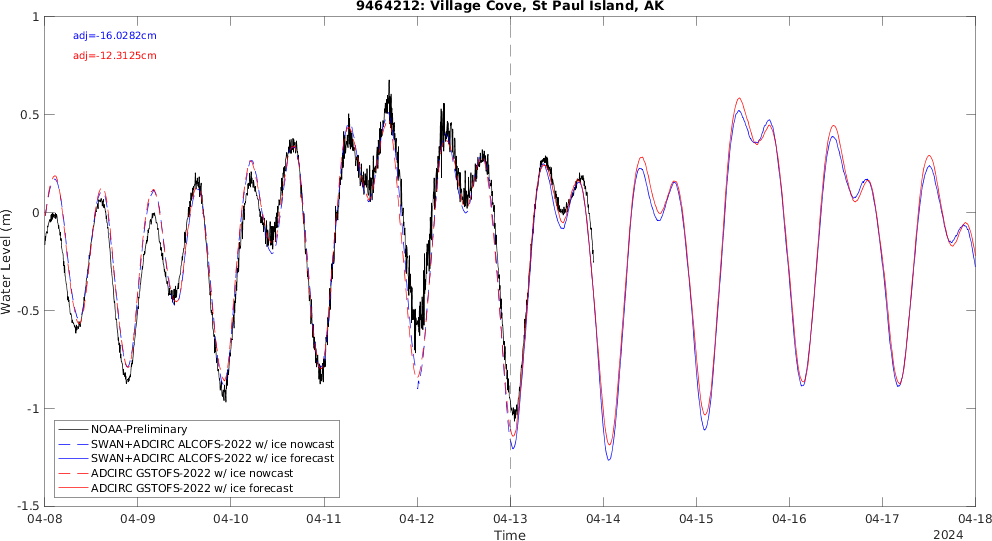 9464212: Village Cove, St Paul Island, AK
adj=-16.0282cm
adj=-12.3125cm
1
0.5
0
-0.5
-1
-1.5
Water Level (m)
NOAA-Preliminary
SWAN+ADCIRC ALCOFS-2022 w/ ice nowcast
SWAN+ADCIRC ALCOFS-2022 w/ ice forecast
ADCIRC GSTOFS-2022 w/ ice nowcast
ADCIRC GSTOFS-2022 w/ ice forecast
04-08 04-09 04-10 04-11 04-12 04-13 04-14 04-15 04-16 04-17 04-18
Time
2024